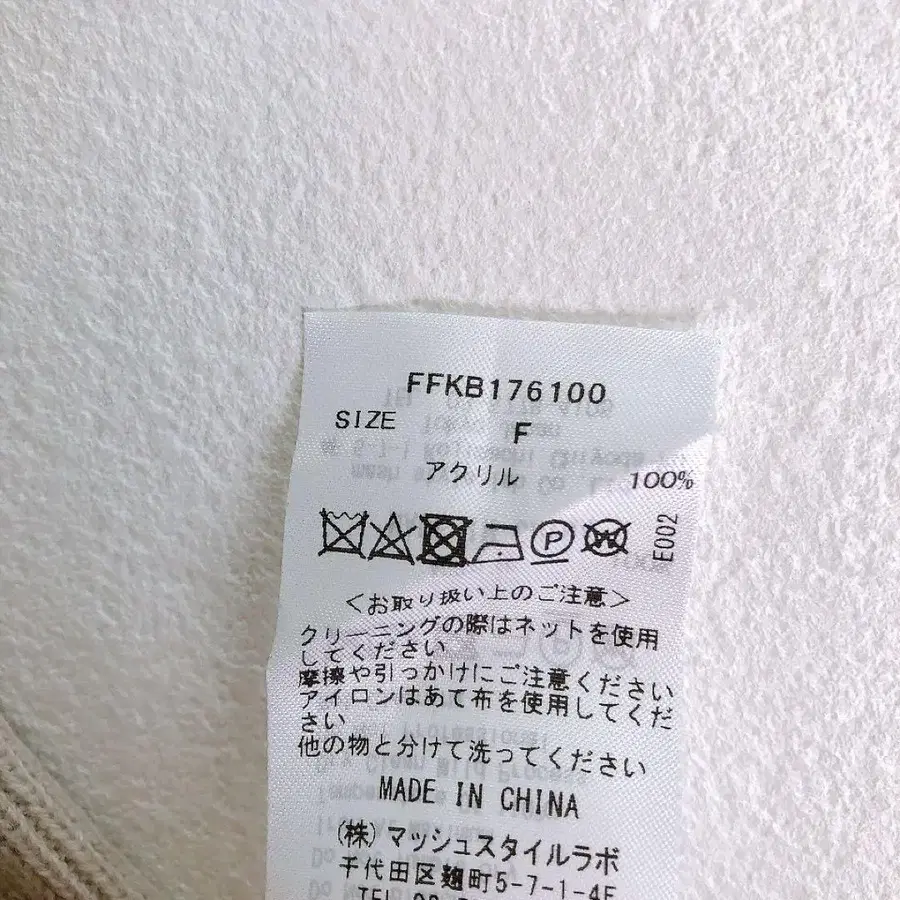 FFKB176100
SIZE F
アクリル 100%
P W E002
<お取り扱い上のご注意>
クリーニングの際はネットを使用
してください
摩擦や引っかけにご注意ください
アイロンはあて布を使用してくだ
さい
他の物と分けて洗ってください
MADE IN CHINA
(株)マッシュスタイルラボ
千代田区麹町5-7-1-4F